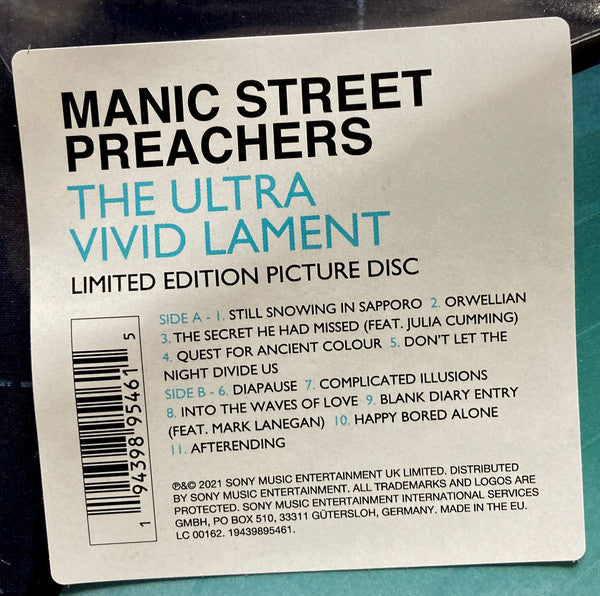 MANIC STREET
PREACHERS
THE ULTRA
VIVID LAMENT
LIMITED EDITION PICTURE DISC
SIDE A - 1. STILL SNOWING IN SAPPORO 2. ORWELLIAN
3. THE SECRET HE HAD MISSED (FEAT. JULIA CUMMING)
4. QUEST FOR ANCIENT COLOUR 5. DON'T LET THE
NIGHT DIVIDE US
SIDE B - 6. DIAPAUSE 7. COMPLICATED ILLUSIONS
8. INTO THE WAVES OF LOVE 9. BLANK DIARY ENTRY
(FEAT. MARK LANEGAN) 10. HAPPY BORED ALONE
11. AFTERENDING
1 94398 95461 5
℗&© 2021 SONY MUSIC ENTERTAINMENT UK LIMITED. DISTRIBUTED
BY SONY MUSIC ENTERTAINMENT. ALL TRADEMARKS AND LOGOS ARE
PROTECTED. SONY MUSIC ENTERTAINMENT INTERNATIONAL SERVICES
GMBH, PO BOX 510, 33311 GÜTERSLOH, GERMANY. MADE IN THE EU.
LC 00162. 19439895461.